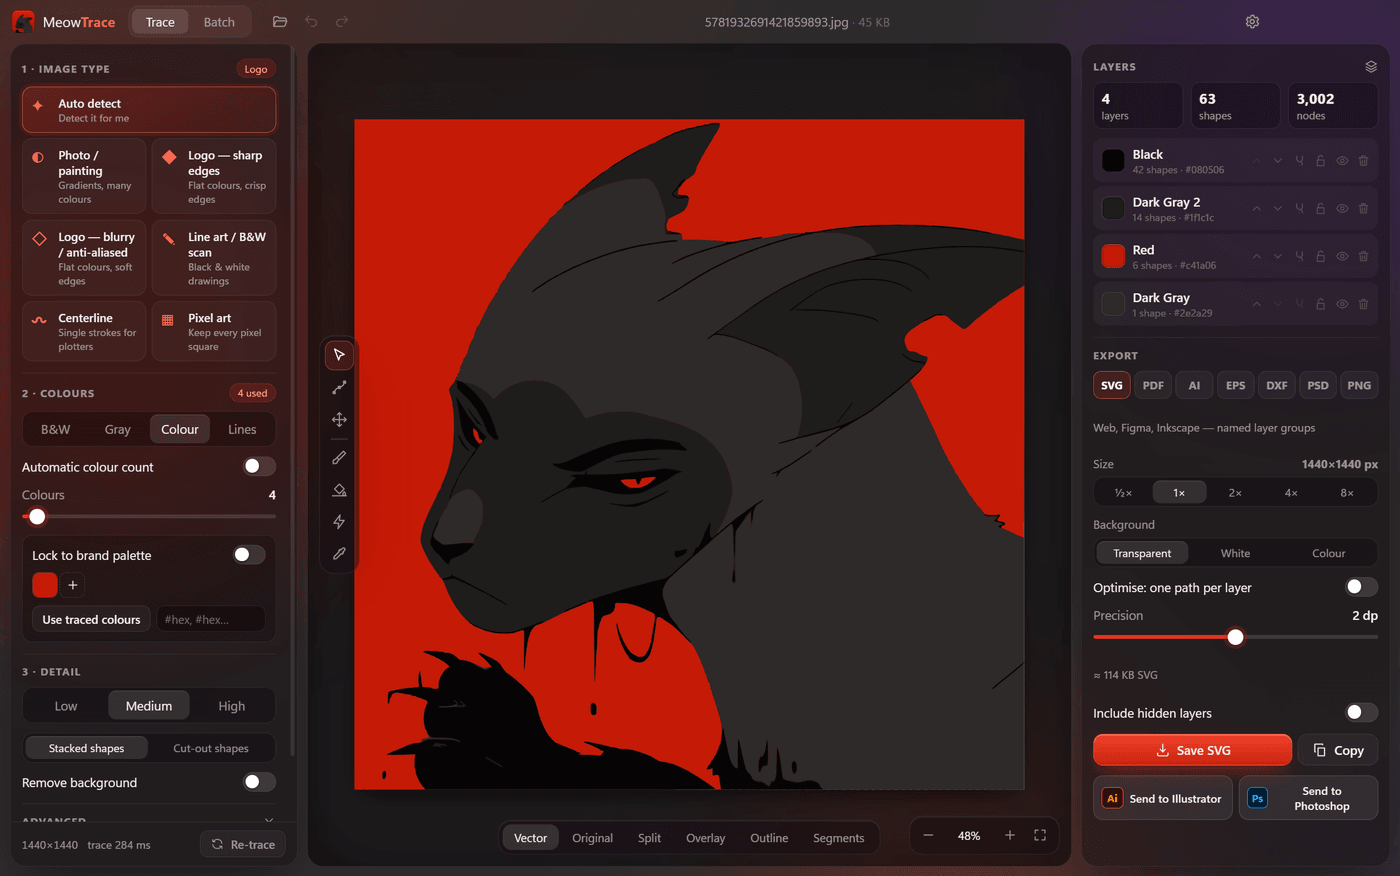 MeowTrace
Trace
Batch
5781932691421859893.jpg · 45 KB
1 · IMAGE TYPE
Logo
Auto detect
Detect it for me
Photo /
painting
Gradients, many
colours
Logo — sharp
edges
Flat colours, crisp
edges
Logo — blurry
/ anti-aliased
Flat colours, soft
edges
Line art / B&W
scan
Black & white
drawings
Centerline
Single strokes for
plotters
Pixel art
Keep every pixel
square
2 · COLOURS
4 used
B&W
Gray
Colour
Lines
Automatic colour count
Colours
4
Lock to brand palette
+
Use traced colours
#hex, #hex...
3 · DETAIL
Low
Medium
High
Stacked shapes
Cut-out shapes
Remove background
ADVANCED
1440×1440
trace 284 ms
Re-trace
Vector
Original
Split
Overlay
Outline
Segments
48%
LAYERS
4
layers
63
shapes
3,002
nodes
Black
42 shapes · #080506
Dark Gray 2
14 shapes · #1f1c1c
Red
6 shapes · #c41a06
Dark Gray
1 shape · #2e2a29
EXPORT
SVG
PDF
AI
EPS
DXF
PSD
PNG
Web, Figma, Inkscape — named layer groups
Size
1440×1440 px
½×
1×
2×
4×
8×
Background
Transparent
White
Colour
Optimise: one path per layer
Precision
2 dp
≈ 114 KB SVG
Include hidden layers
Save SVG
Copy
Ai
Send to Illustrator
Ps
Send to
Photoshop